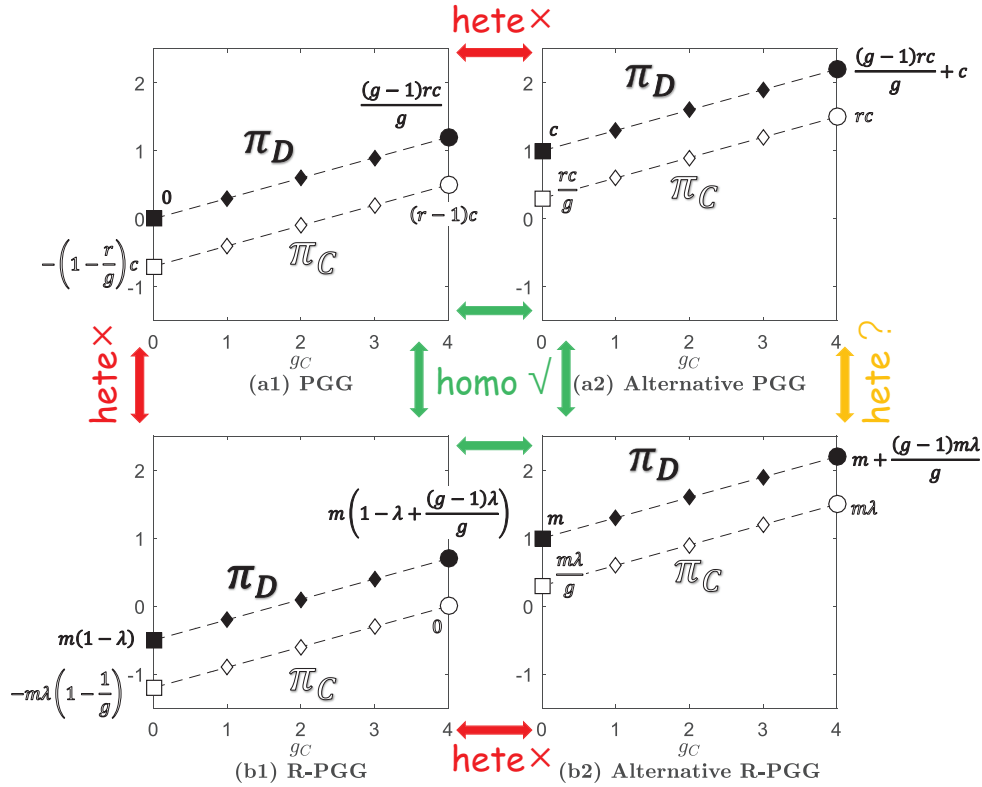 hete×
2
1
0
-1
0
1
2
3
4
g_C
π_D
π_C
0
-(1-r/g)c
(g-1)rc/g
(r-1)c
(a1) PGG
2
1
0
-1
0
1
2
3
4
g_C
π_D
π_C
c
rc/g
(g-1)rc/g + c
rc
(a2) Alternative PGG
hete×
homo √
hete ?
2
1
0
-1
0
1
2
3
4
g_C
π_D
π_C
m(1-λ)
-mλ(1-1/g)
m(1-λ+(g-1)λ/g)
0
(b1) R-PGG
2
1
0
-1
0
1
2
3
4
g_C
π_D
π_C
m
mλ/g
m+(g-1)mλ/g
mλ
(b2) Alternative R-PGG
hete×